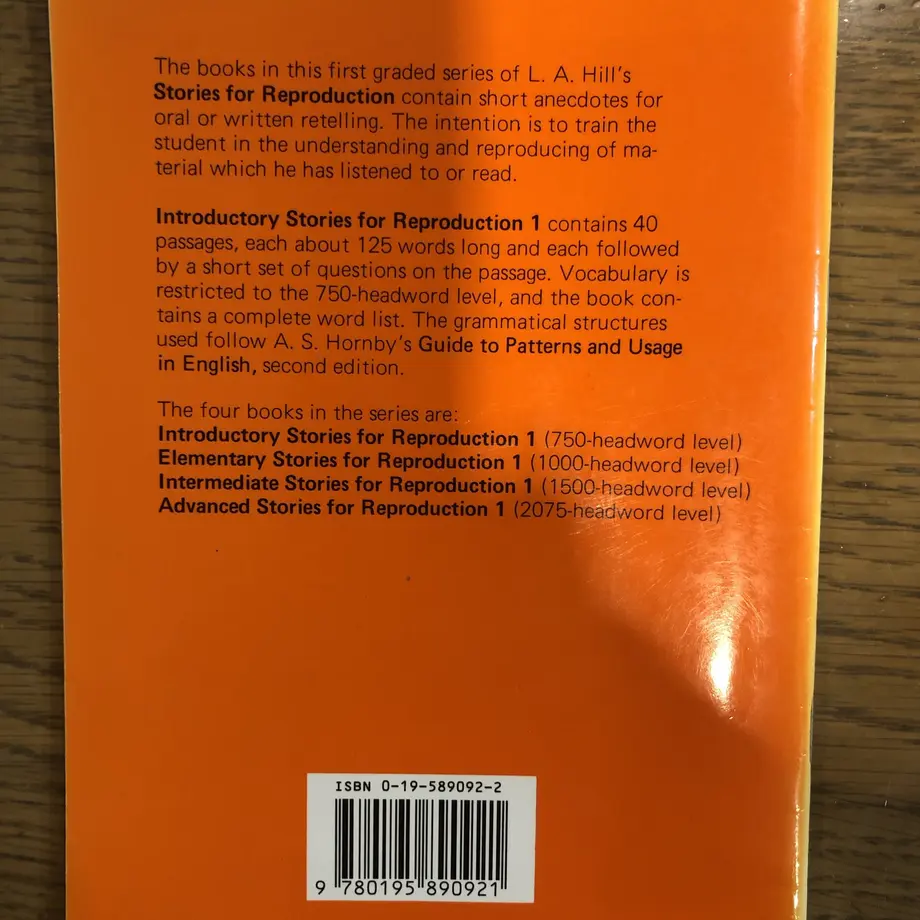 The books in this first graded series of L. A. Hill's
Stories for Reproduction contain short anecdotes for
oral or written retelling. The intention is to train the
student in the understanding and reproducing of ma-
terial which he has listened to or read.
Introductory Stories for Reproduction 1 contains 40
passages, each about 125 words long and each followed
by a short set of questions on the passage. Vocabulary is
restricted to the 750-headword level, and the book con-
tains a complete word list. The grammatical structures
used follow A. S. Hornby's Guide to Patterns and Usage
in English, second edition.
The four books in the series are:
Introductory Stories for Reproduction 1 (750-headword level)
Elementary Stories for Reproduction 1 (1000-headword level)
Intermediate Stories for Reproduction 1 (1500-headword level)
Advanced Stories for Reproduction 1 (2075-headword level)
ISBN 0-19-589092-2
9 780195 890921